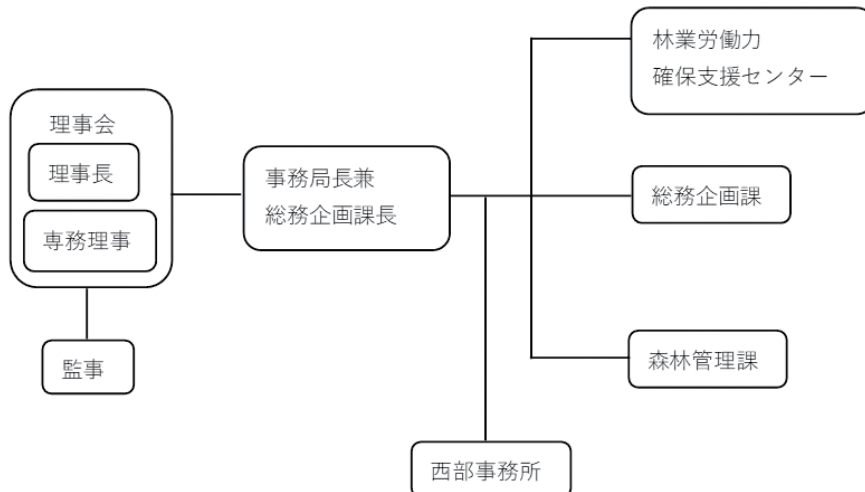 理事会
理事長
専務理事
監事
事務局長兼
総務企画課長
林業労働力
確保支援センター
総務企画課
森林管理課
西部事務所